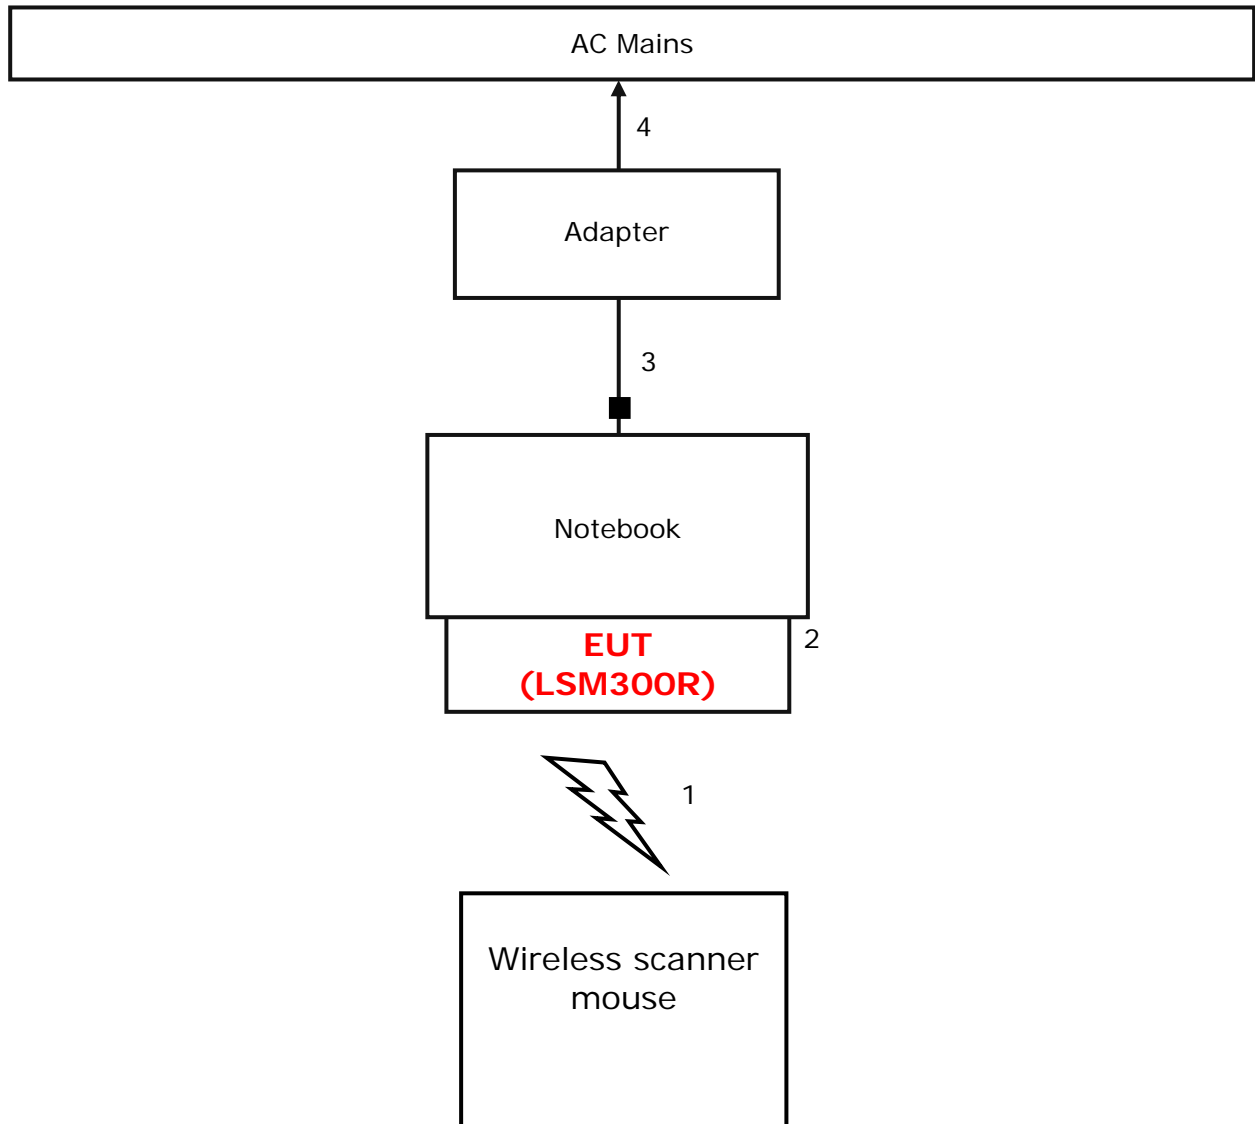 AC Mains
4
Adapter
3
Notebook
EUT
2
(LSM300R)
1
Wireless scanner
mouse